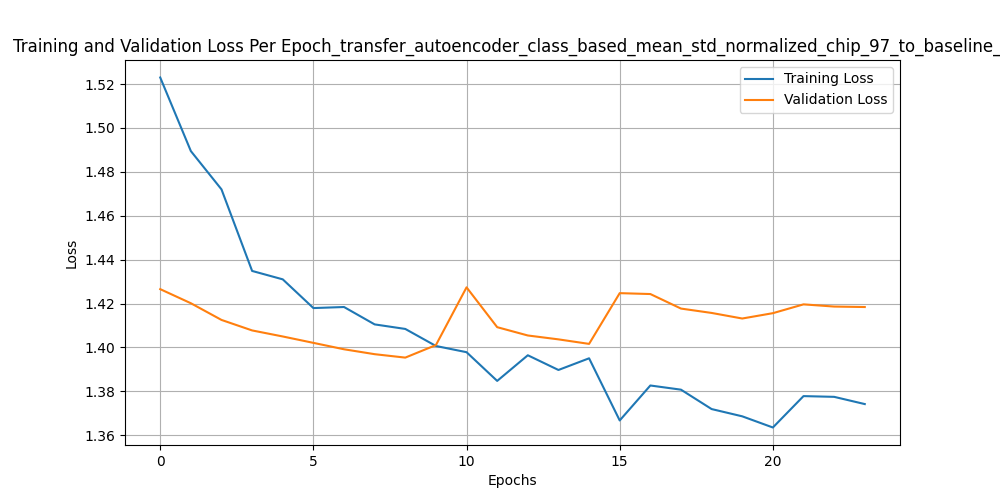 Training and Validation Loss Per Epoch_transfer_autoencoder_class_based_mean_std_normalized_chip_97_to_baseline_
Training Loss
Validation Loss
1.52
1.50
1.48
1.46
1.44
1.42
1.40
1.38
1.36
Loss
0 5 10 15 20
Epochs